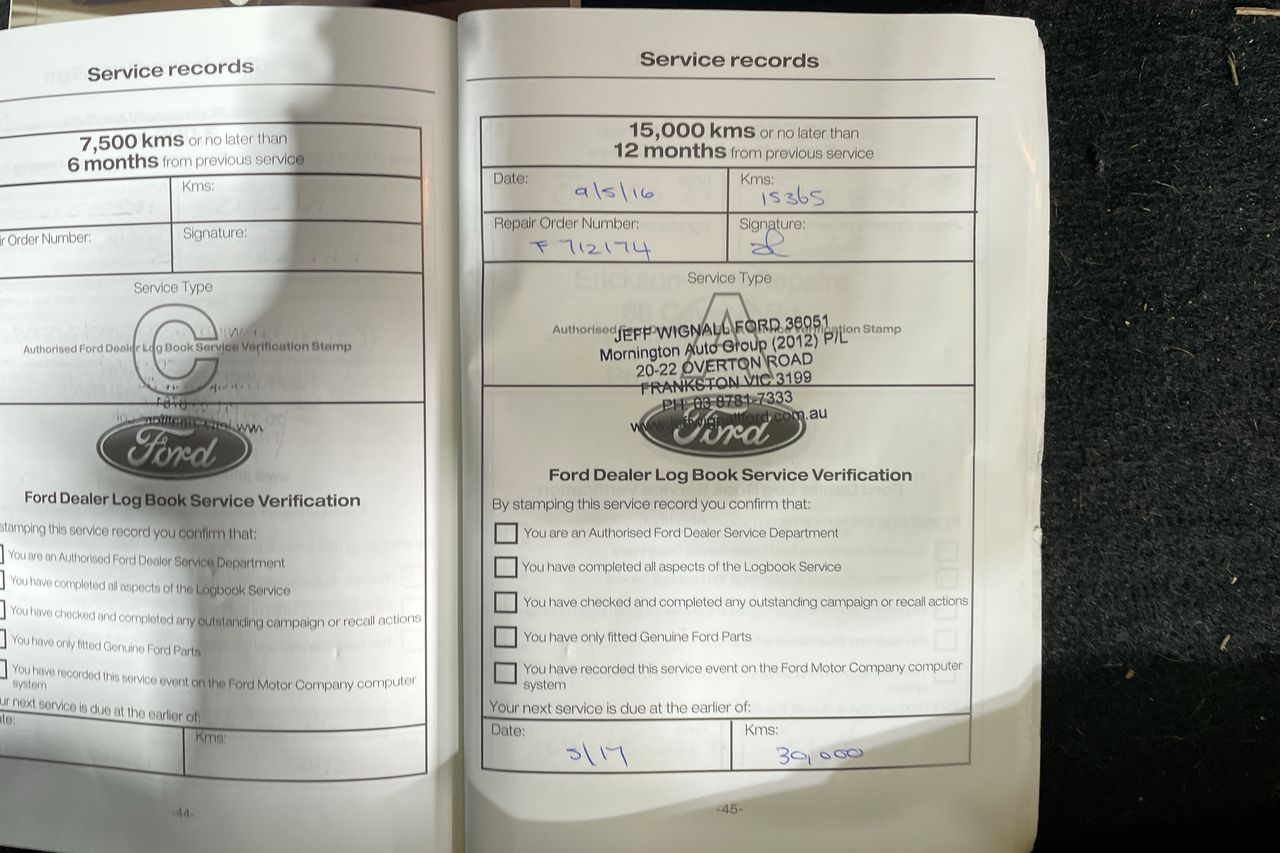 Service records
7,500 kms or no later than
6 months from previous service
Kms:
r Order Number:
Signature:
Service Type
C
Authorised Ford Dealer Log Book Service Verification Stamp
Ford
Ford Dealer Log Book Service Verification
stamping this service record you confirm that:
You are an Authorised Ford Dealer Service Department
You have completed all aspects of the Logbook Service
You have checked and completed any outstanding campaign or recall actions
You have only fitted Genuine Ford Parts
You have recorded this service event on the Ford Motor Company computer
system
ur next service is due at the earlier of:
ate:
Kms:
-44-
Service records
15,000 kms or no later than
12 months from previous service
Date:
9/5/16
Kms:
15365
Repair Order Number:
F 712174
Signature:
Service Type
A
Authorised Ford Dealer Log Book Service Verification Stamp
JEFF WIGNALL FORD 36051
Mornington Auto Group (2012) P/L
20-22 OVERTON ROAD
FRANKSTON VIC 3199
PH: 03 8781-7333
www.jeffwignallford.com.au
Ford
Ford Dealer Log Book Service Verification
By stamping this service record you confirm that:
You are an Authorised Ford Dealer Service Department
You have completed all aspects of the Logbook Service
You have checked and completed any outstanding campaign or recall actions
You have only fitted Genuine Ford Parts
You have recorded this service event on the Ford Motor Company computer
system
Your next service is due at the earlier of:
Date:
5/17
Kms:
30,000
-45-